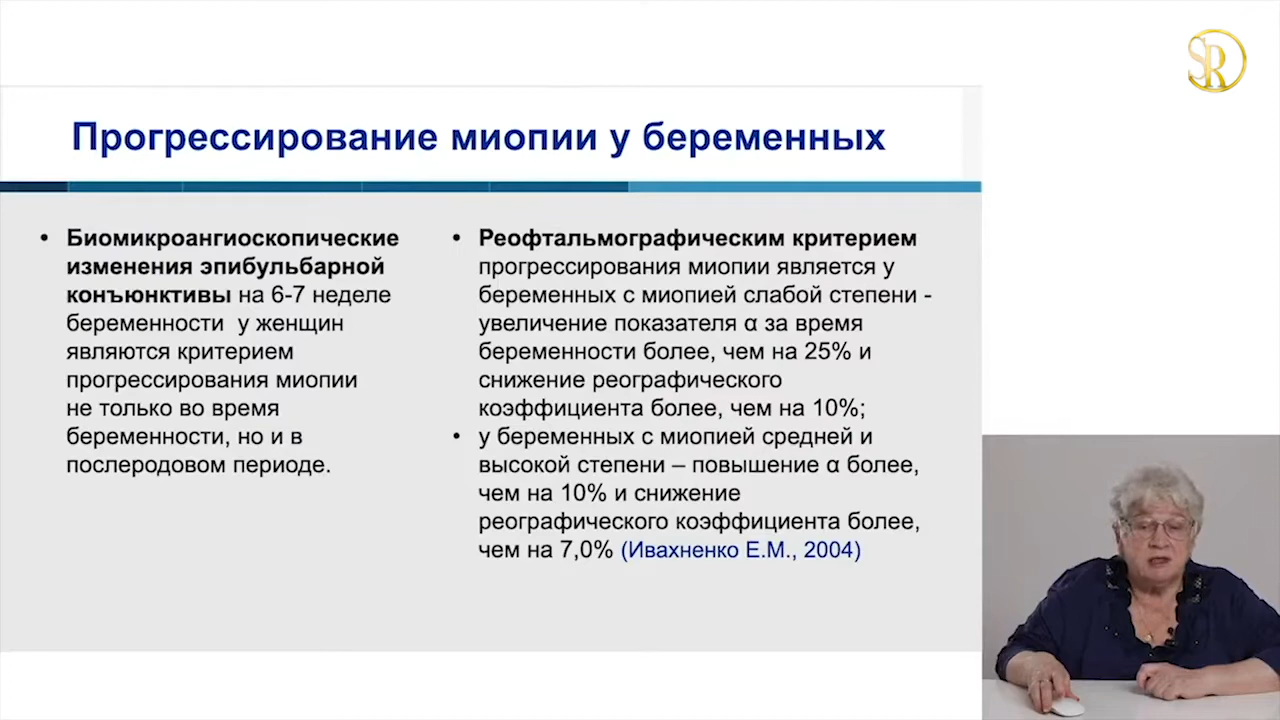 SR
Прогрессирование миопии у беременных
• Биомикроангиоскопические
изменения эпибульбарной
конъюнктивы на 6-7 неделе
беременности у женщин
являются критерием
прогрессирования миопии
не только во время
беременности, но и в
послеродовом периоде.
• Реофтальмографическим критерием
прогрессирования миопии является у
беременных с миопией слабой степени -
увеличение показателя α за время
беременности более, чем на 25% и
снижение реографического
коэффициента более, чем на 10%;
• у беременных с миопией средней и
высокой степени – повышение α более,
чем на 10% и снижение
реографического коэффициента более,
чем на 7,0% (Ивахненко Е.М., 2004)